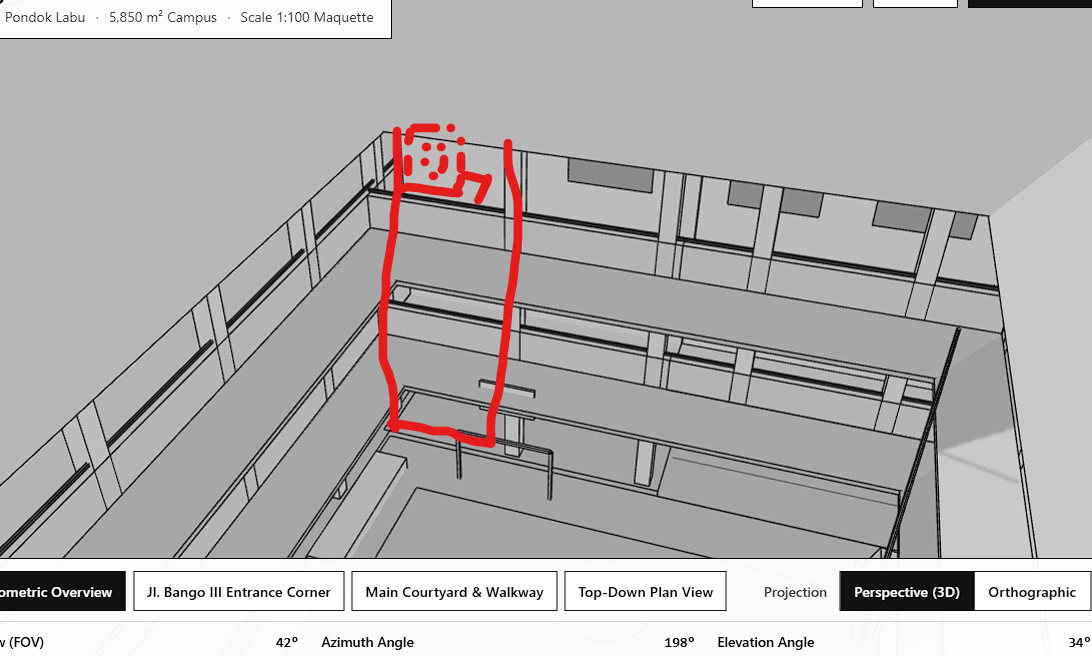 Pondok Labu · 5,850 m² Campus · Scale 1:100 Maquette
ometric Overview
Jl. Bango III Entrance Corner
Main Courtyard & Walkway
Top-Down Plan View
Projection
Perspective (3D)
Orthographic
(FOV) 42° Azimuth Angle 198° Elevation Angle 34°